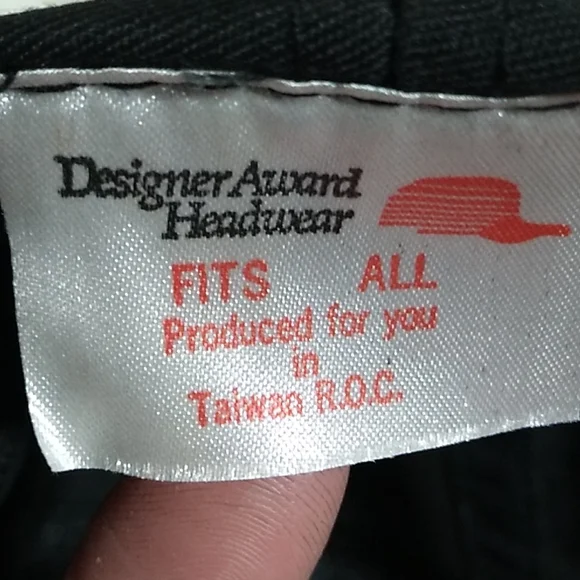 Designer Award
Headwear
FITS ALL
Produced for you
in
Taiwan R.O.C.